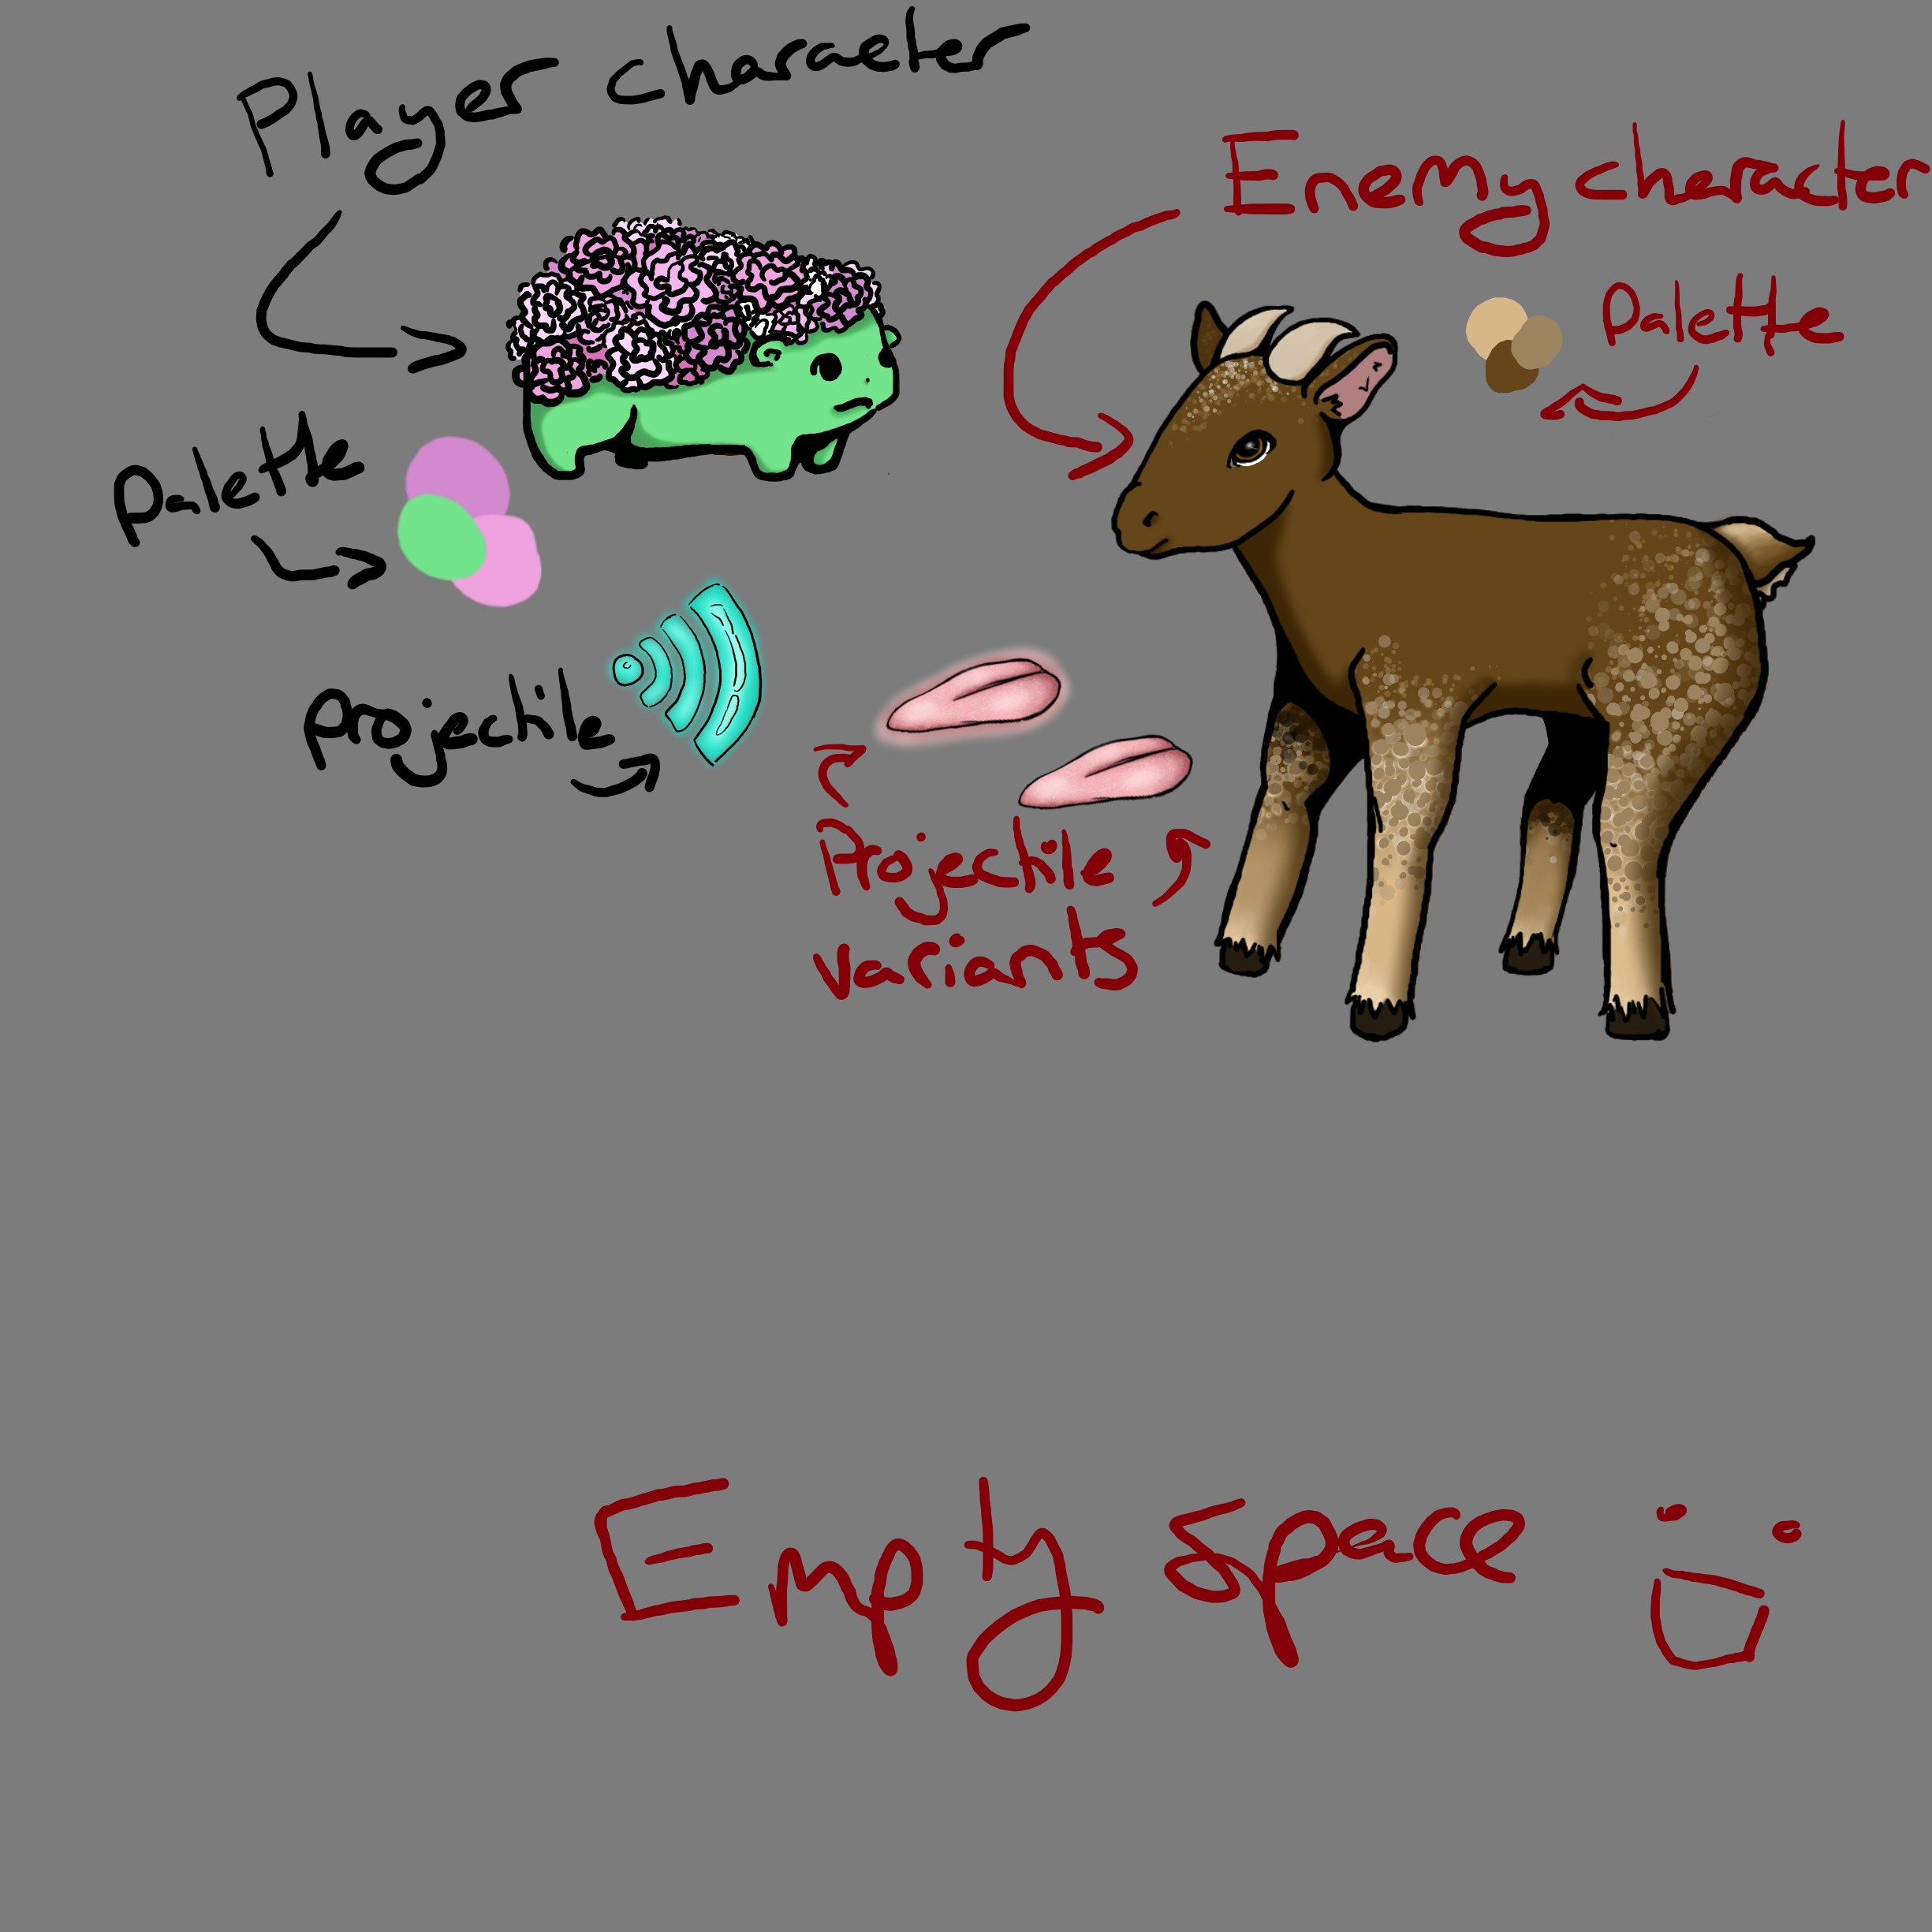 Player character
Enemy character
palette
palette
projectile
Projectile
variants
Empty space